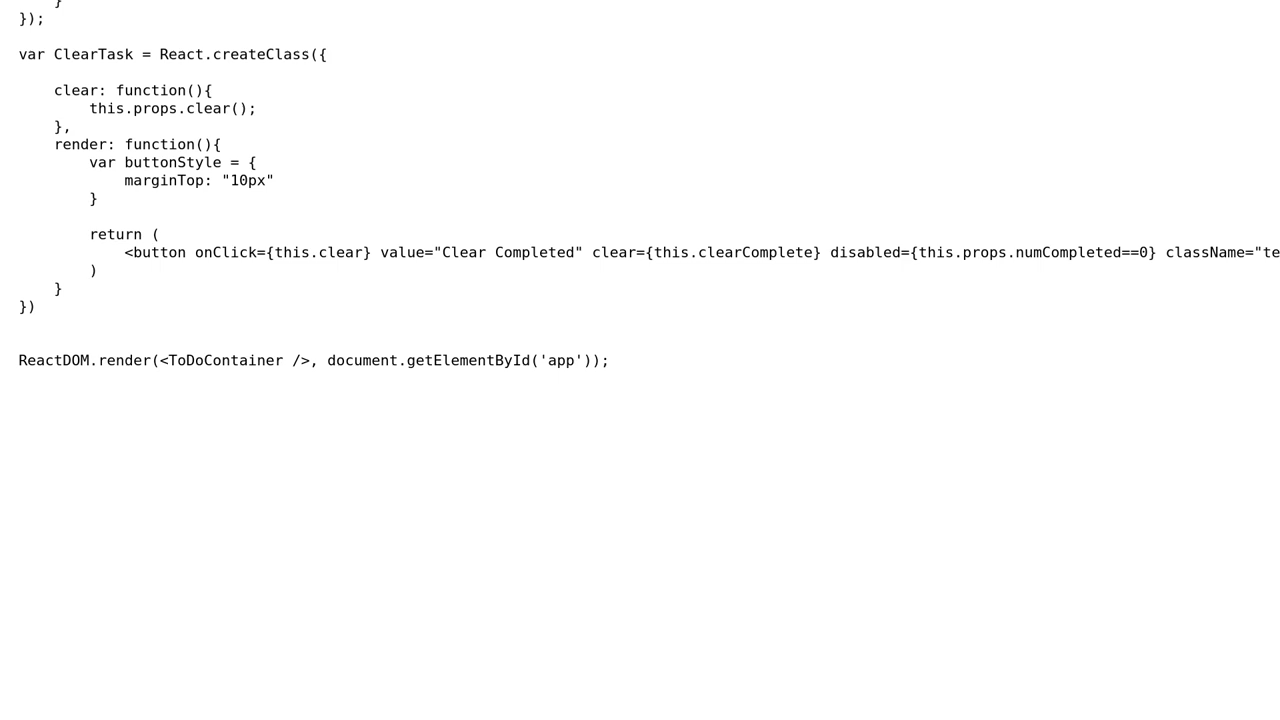 }
});

var ClearTask = React.createClass({

    clear: function(){
        this.props.clear();
    },
    render: function(){
        var buttonStyle = {
            marginTop: "10px"
        }

        return (
            <button onClick={this.clear} value="Clear Completed" clear={this.clearComplete} disabled={this.props.numCompleted==0} className="te
        )
    }
})


ReactDOM.render(<ToDoContainer />, document.getElementById('app'));